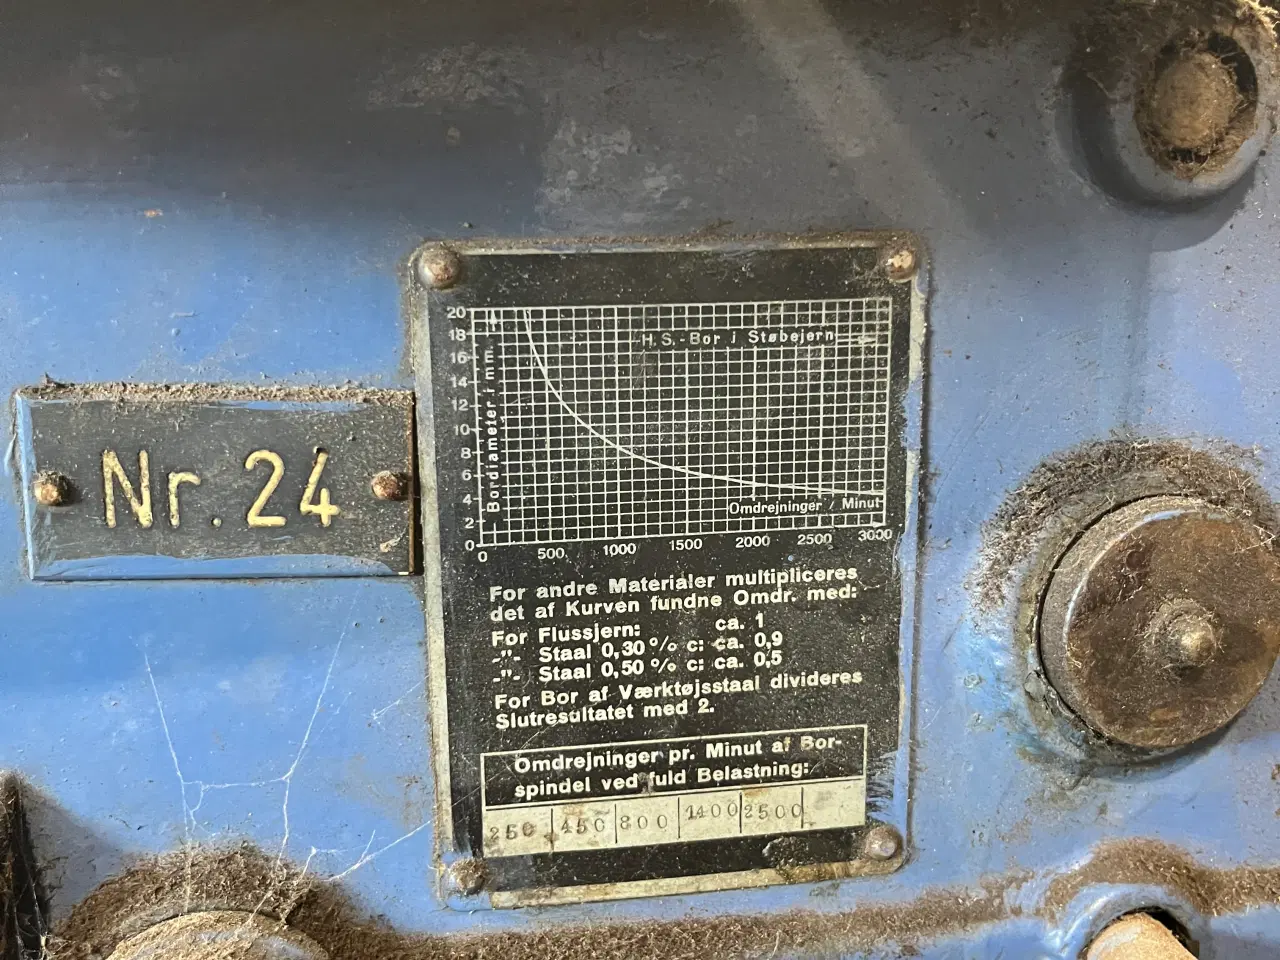 Nr. 24
20
18
16
14
12
10
8
6
4
2
0
Bordiameter i mm
H.S.-Bor i Støbejern
Omdrejninger / Minut
0 500 1000 1500 2000 2500 3000
For andre Materialer multipliceres
det af Kurven fundne Omdr. med:
For Flussjern: ca. 1
-"- Staal 0,30 % c: ca. 0,9
-"- Staal 0,50 % c: ca. 0,5
For Bor af Værktøjsstaal divideres
Slutresultatet med 2.
Omdrejninger pr. Minut af Bor-
spindel ved fuld Belastning:
250 450 800 1400 2500